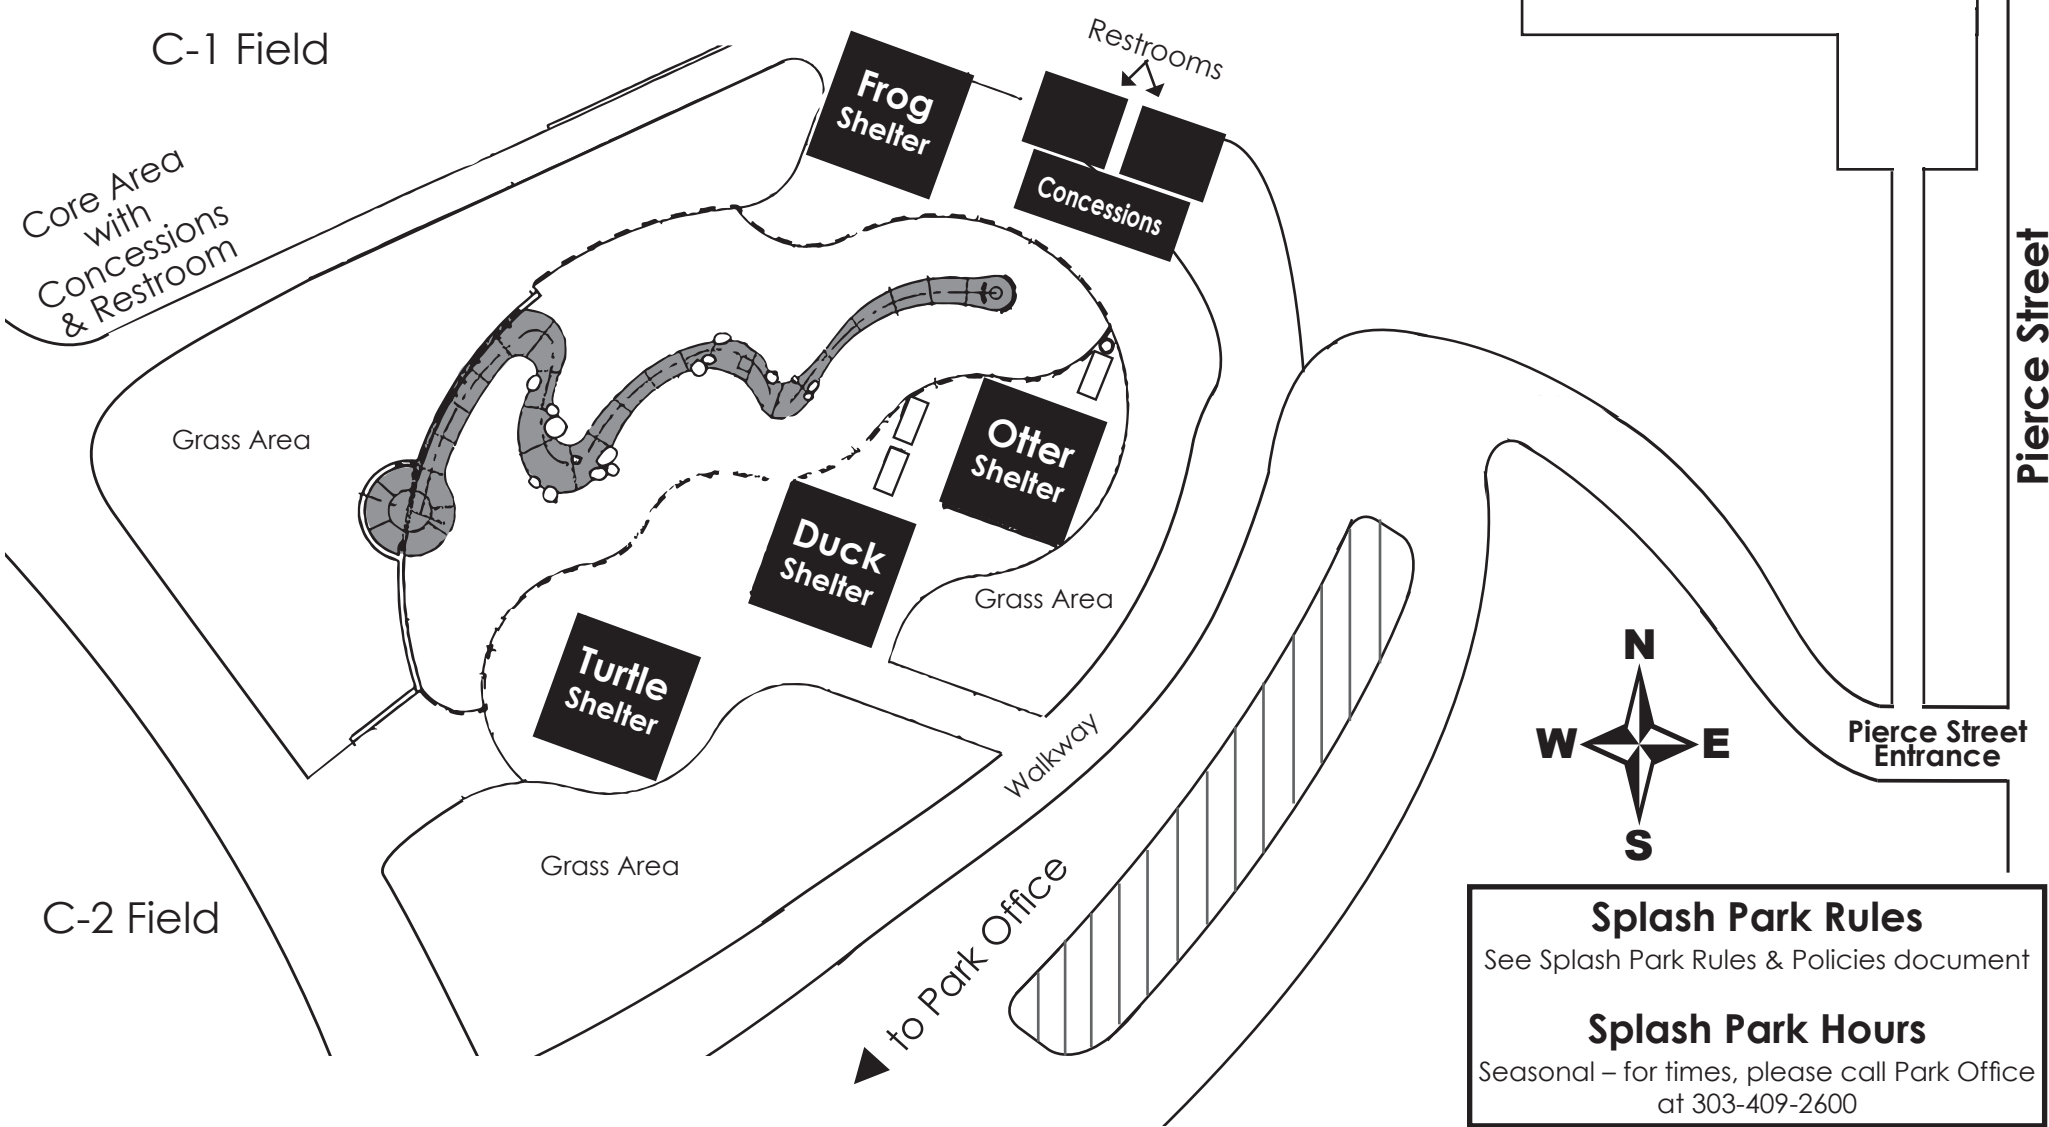 C-1 Field
Restrooms
Frog
Shelter
Concessions
Core Area
with
Concessions
& Restroom
Pierce Street
Grass Area
Otter
Shelter
Duck
Shelter
Grass Area
Turtle
Shelter
N
W
E
S
Pierce Street
Entrance
Walkway
Grass Area
C-2 Field
to Park Office
Splash Park Rules
See Splash Park Rules & Policies document
Splash Park Hours
Seasonal – for times, please call Park Office
at 303-409-2600